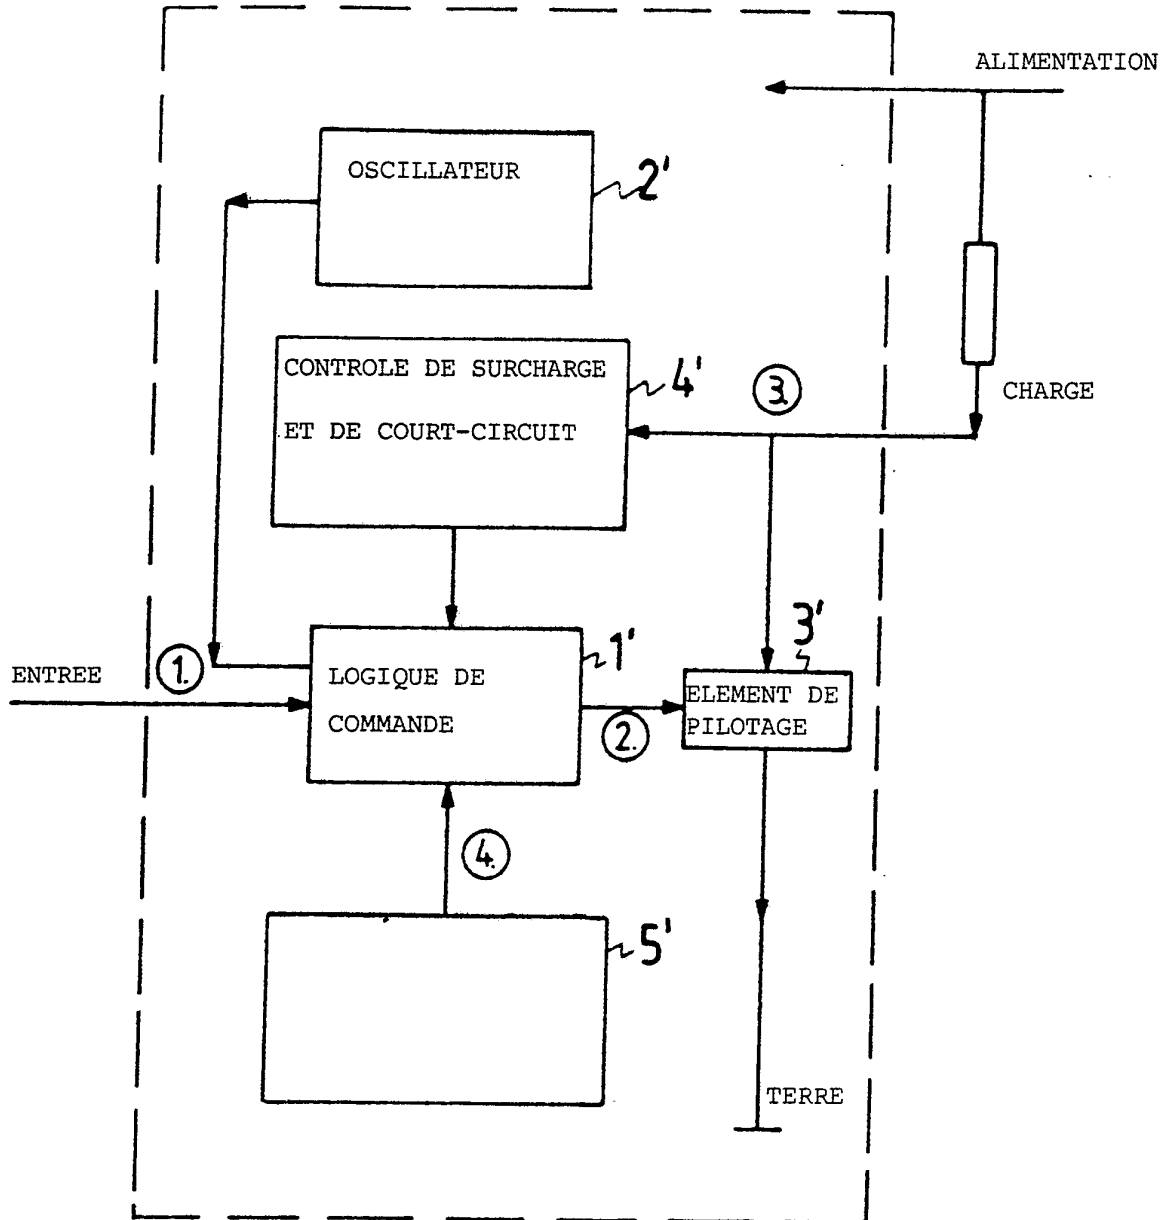 ALIMENTATION
OSCILLATEUR
2'
CONTROLE DE SURCHARGE
ET DE COURT-CIRCUIT
4'
3.
CHARGE
ENTREE
1.
LOGIQUE DE
COMMANDE
1'
2.
3'
ELEMENT DE
PILOTAGE
4.
5'
TERRE